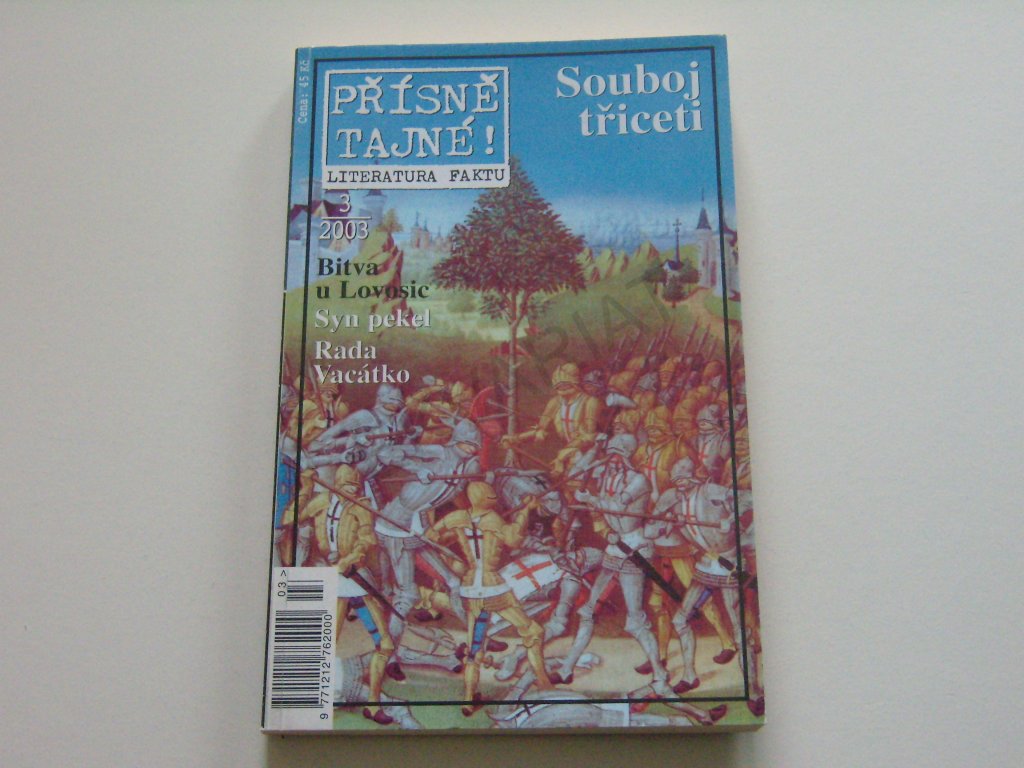 Cena: 45 Kč
PŘÍSNĚ
TAJNÉ!
LITERATURA FAKTU
3
2003
Souboj
třiceti
Bitva
u Lovosic
Syn pekel
Rada
Vacátko
03 >
9 771212 762000